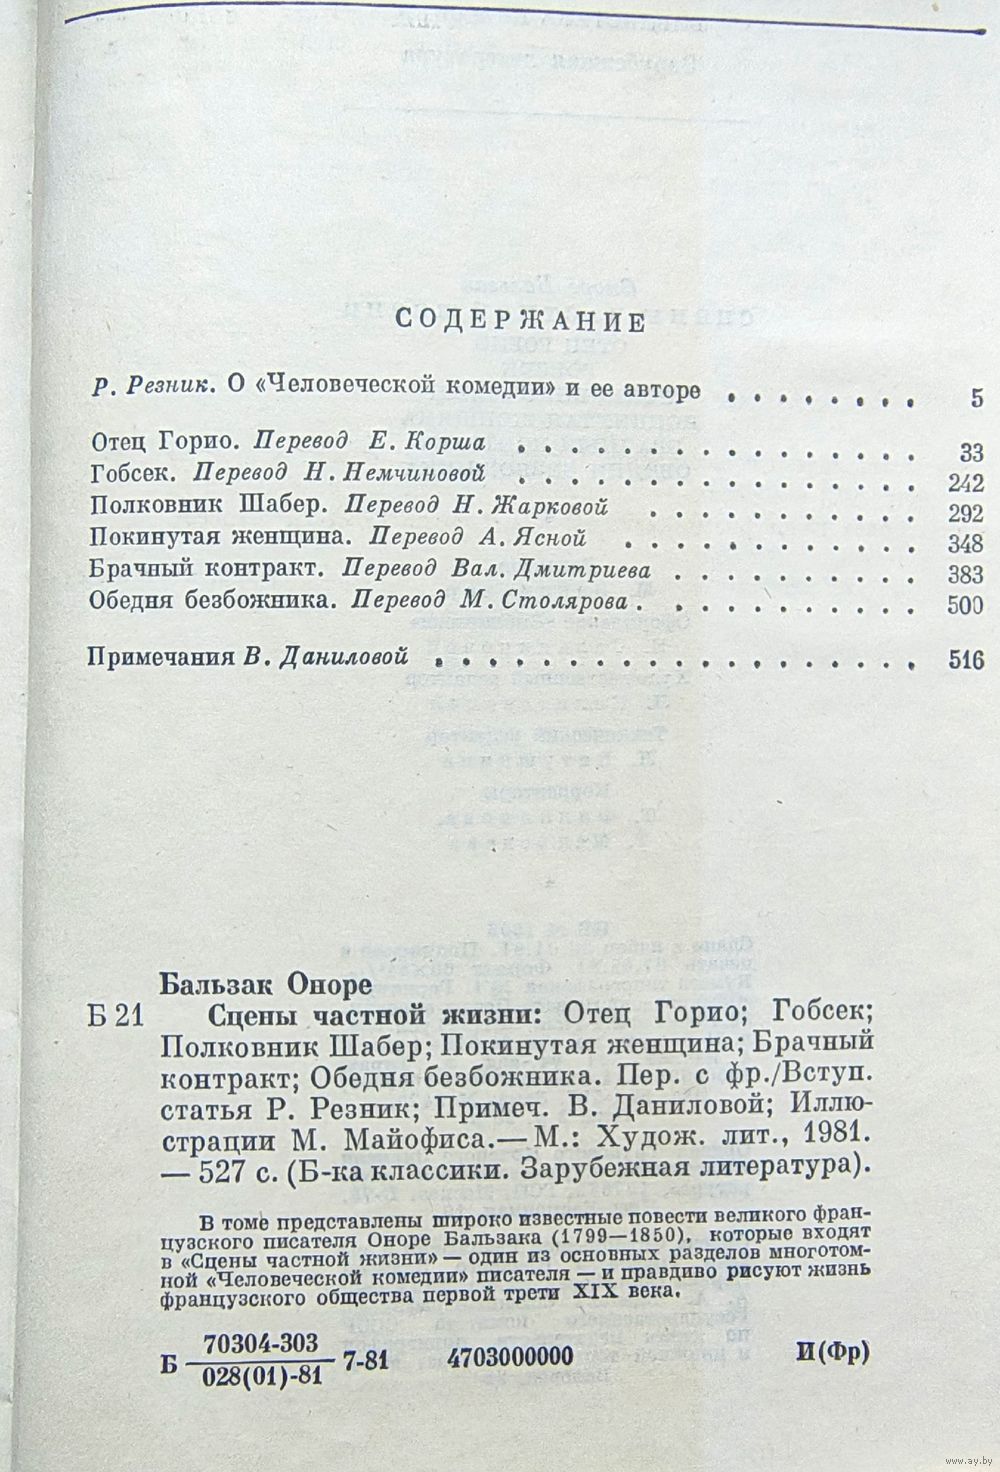 СОДЕРЖАНИЕ
Р. Резник. О «Человеческой комедии» и ее авторе . . . . . . . . 5
Отец Горио. Перевод Е. Корша . . . . . . . . . . . . . . . 33
Гобсек. Перевод Н. Немчиновой . . . . . . . . . . . . . . . 242
Полковник Шабер. Перевод Н. Жарковой . . . . . . . . . . . 292
Покинутая женщина. Перевод А. Ясной . . . . . . . . . . . . 348
Брачный контракт. Перевод Вал. Дмитриева . . . . . . . . . . 383
Обедня безбожника. Перевод М. Столярова . . . . . . . . . . . 500
Примечания В. Даниловой . . . . . . . . . . . . . . . . . . . 516
Бальзак Оноре
Б 21 Сцены частной жизни: Отец Горио; Гобсек;
Полковник Шабер; Покинутая женщина; Брачный
контракт; Обедня безбожника. Пер. с фр./Вступ.
статья Р. Резник; Примеч. В. Даниловой; Иллю-
страции М. Майофиса.— М.: Худож. лит., 1981.
— 527 с. (Б-ка классики. Зарубежная литература).
В томе представлены широко известные повести великого фран-
цузского писателя Оноре Бальзака (1799—1850), которые входят
в «Сцены частной жизни» — один из основных разделов многотом-
ной «Человеческой комедии» писателя — и правдиво рисуют жизнь
французского общества первой трети XIX века.
70304-303
Б 7-81 4703000000 И(Фр)
028(01)-81
www.ay.by